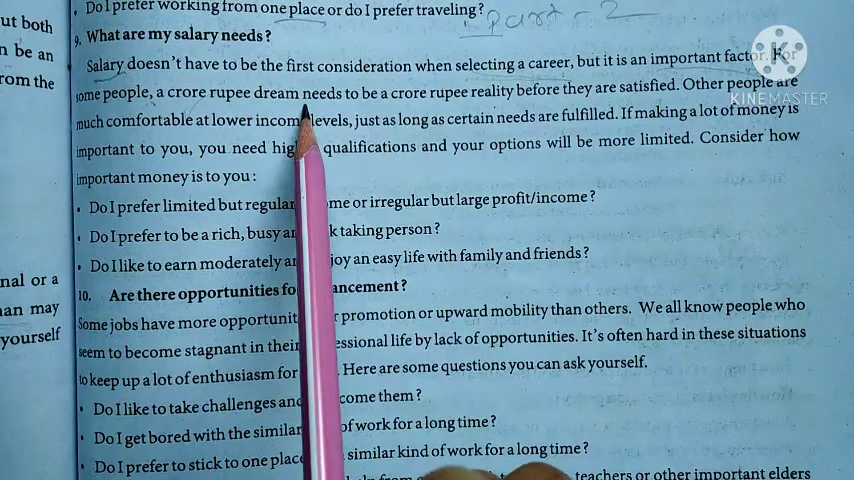 • Do I prefer working from one place or do I prefer traveling?
part - 2
9. What are my salary needs?
Salary doesn't have to be the first consideration when selecting a career, but it is an important factor. For
some people, a crore rupee dream needs to be a crore rupee reality before they are satisfied. Other people are
much comfortable at lower income levels, just as long as certain needs are fulfilled. If making a lot of money is
important to you, you need qualifications and your options will be more limited. Consider how
important money is to you:
• Do I prefer limited but regular or irregular but large profit/income?
• Do I prefer to be a rich, busy taking person?
• Do I like to earn moderately an easy life with family and friends?
10. Are there opportunities
Some jobs have more promotion or upward mobility than others. We all know people who
seem to become stagnant in their life by lack of opportunities. It's often hard in these situations
to keep up a lot of enthusiasm for Here are some questions you can ask yourself.
• Do I like to take challenges them?
• Do I get bored with the similar of work for a long time?
• Do I prefer to stick to one place similar kind of work for a long time?
teachers or other important elders
ut both
n be an
rom the
nal or a
an may
yourself
KINEMASTER